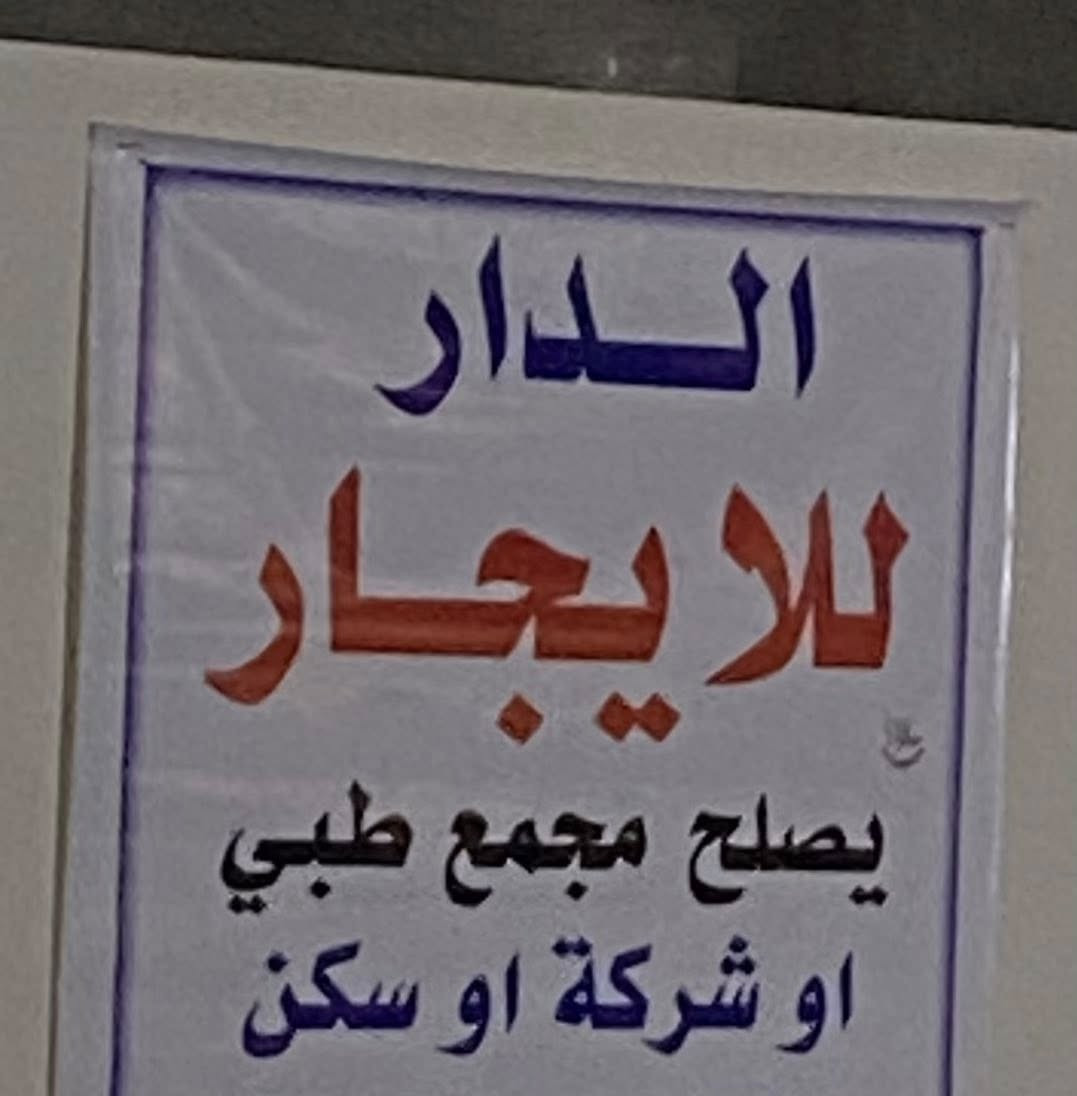 الدار
للايجار
يصلح مجمع طبي
او شركة او سكن